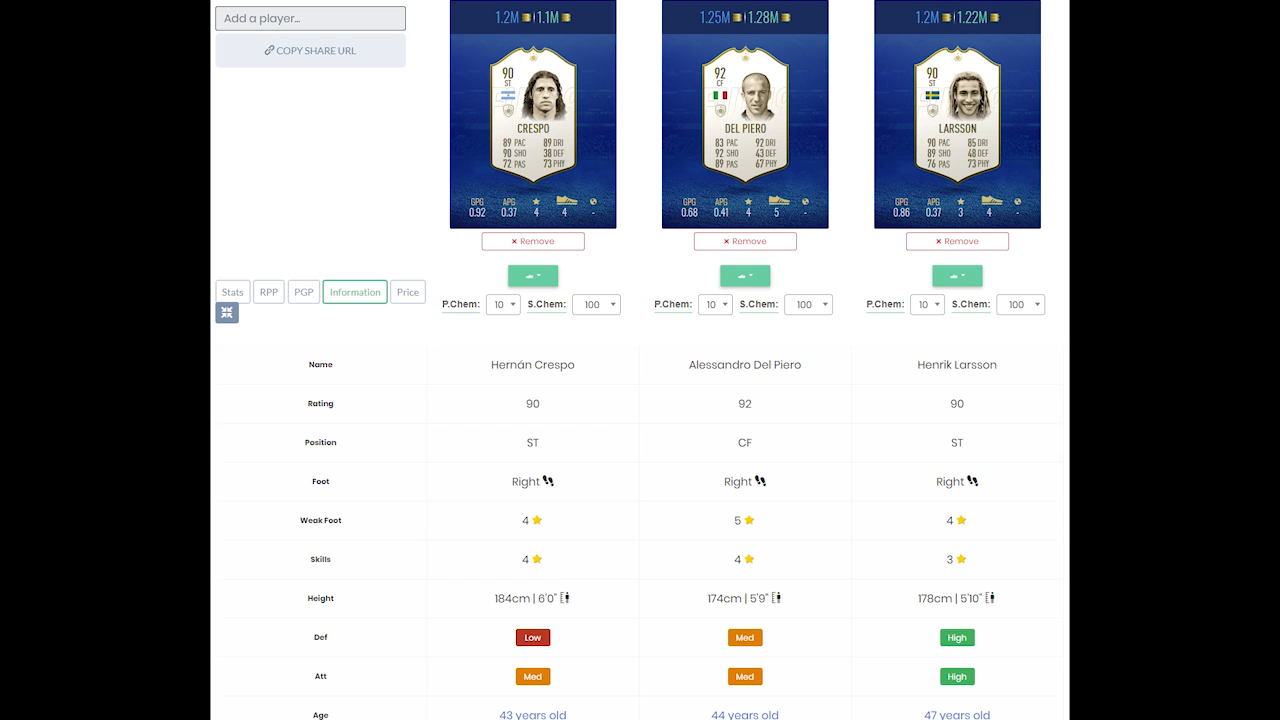 Add a player...
COPY SHARE URL
1.2M | 1.1M
90
ST
CRESPO
89 PAC 89 DRI
90 SHO 38 DEF
72 PAS 73 PHY
GPG APG
0.92 0.37 4 4 -
× Remove
P.Chem: 10 S.Chem: 100
1.25M | 1.28M
92
CF
DEL PIERO
83 PAC 92 DRI
92 SHO 43 DEF
89 PAS 67 PHY
GPG APG
0.68 0.41 4 5 -
× Remove
P.Chem: 10 S.Chem: 100
1.2M | 1.22M
90
ST
LARSSON
90 PAC 85 DRI
89 SHO 48 DEF
76 PAS 73 PHY
GPG APG
0.86 0.37 3 4 -
× Remove
P.Chem: 10 S.Chem: 100
Stats RPP PGP Information Price
Name Hernán Crespo Alessandro Del Piero Henrik Larsson
Rating 90 92 90
Position ST CF ST
Foot Right Right Right
Weak Foot 4 5 4
Skills 4 4 3
Height 184cm | 6'0" 174cm | 5'9" 178cm | 5'10"
Def Low Med High
Att Med Med High
Age 43 years old 44 years old 47 years old